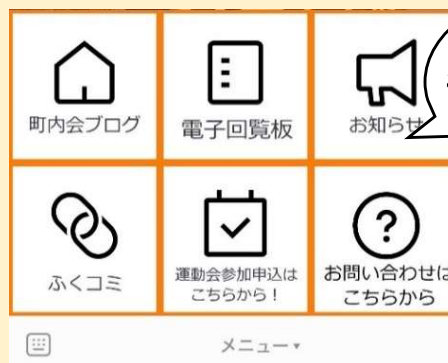 町内会ブログ
電子回覧板
お知らせ
ふくコミ
運動会参加申込は
こちらから!
お問い合わせは
こちらから
メニュー▾